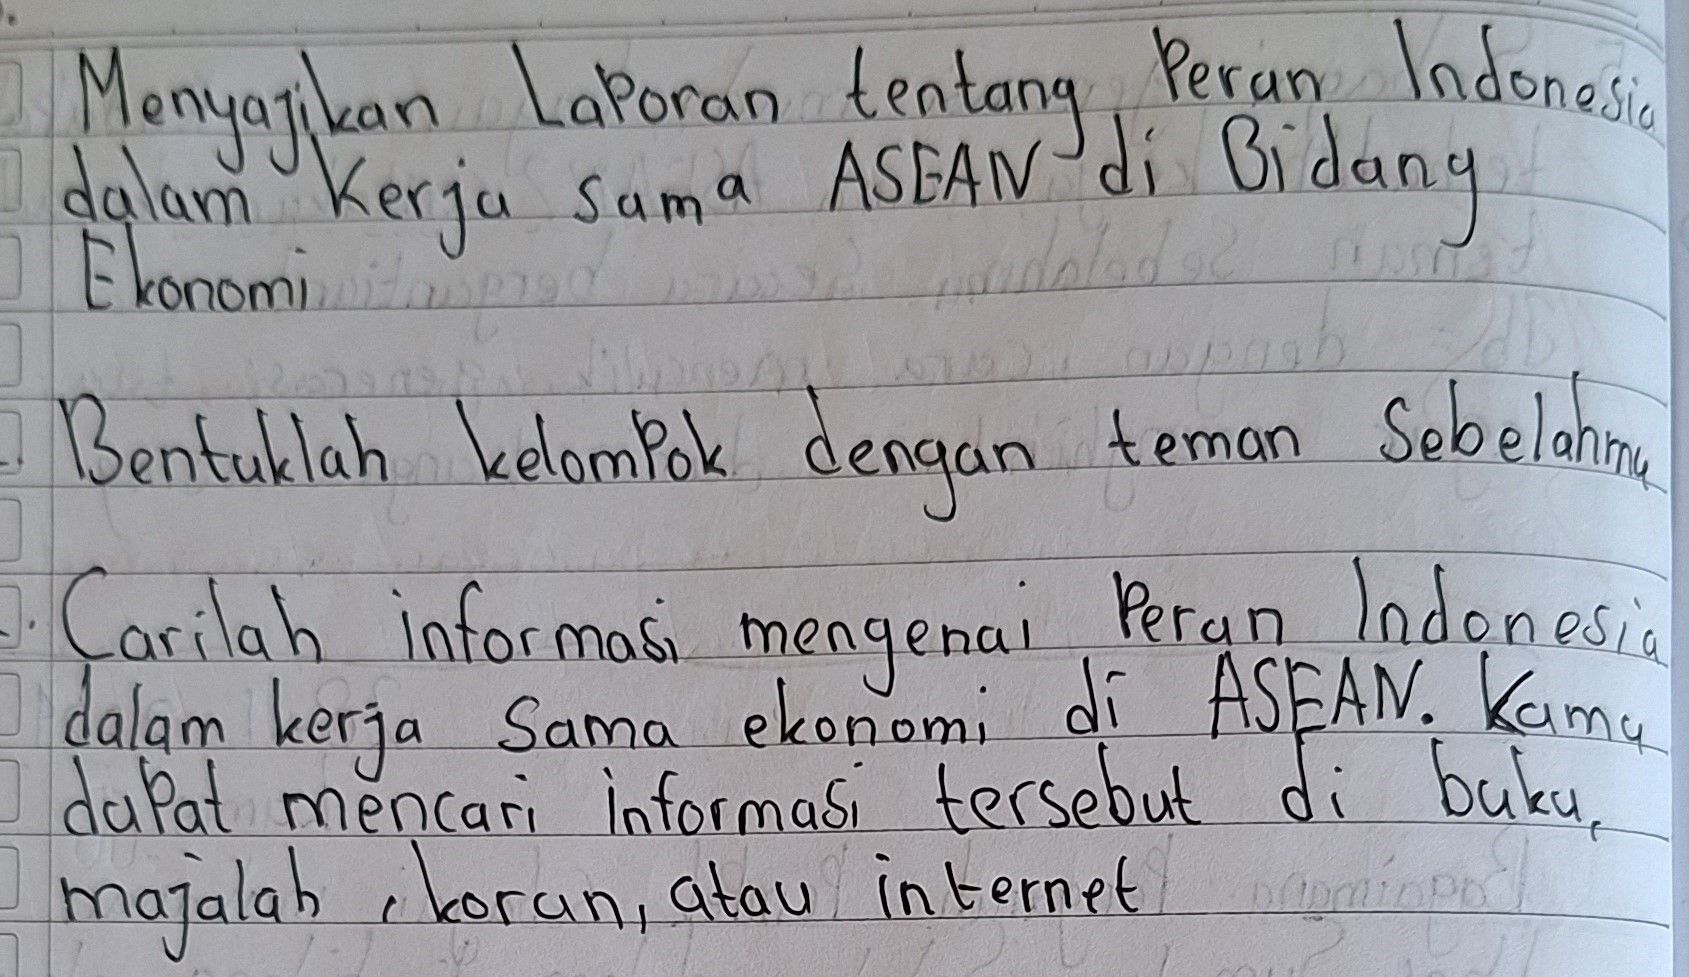 Menyajikan Laporan tentang Peran Indonesia
dalam Kerja sama ASEAN di Bidang
Ekonomi
Bentuklah kelompok dengan teman Sebelahmu
Carilah informasi mengenai Peran Indonesia
dalam kerja Sama ekonomi di ASEAN. Kamu
dapat mencari informasi tersebut di buku,
majalah, koran, atau internet